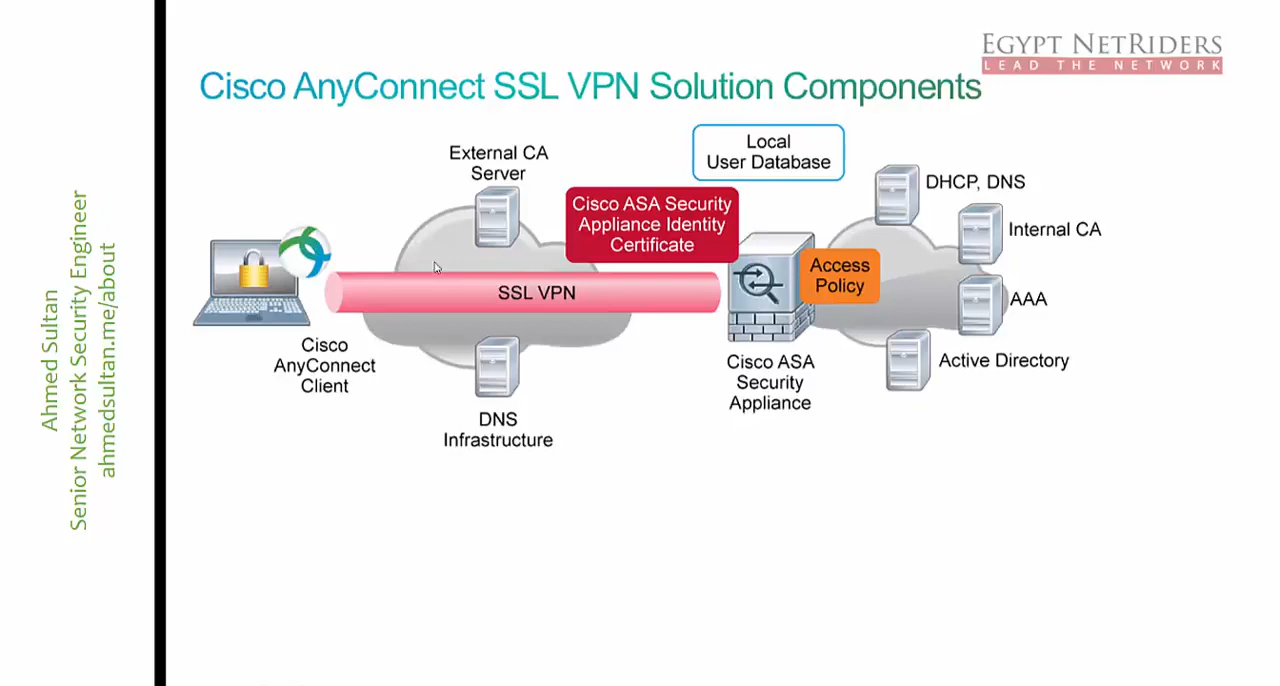 EGYPT NETRIDERS
LEAD THE NETWORK
Cisco AnyConnect SSL VPN Solution Components
Ahmed Sultan
Senior Network Security Engineer
ahmedsultan.me/about
External CA
Server
Local
User Database
Cisco ASA Security
Appliance Identity
Certificate
DHCP, DNS
Internal CA
Access
Policy
SSL VPN
AAA
Cisco
AnyConnect
Client
Cisco ASA
Security
Appliance
Active Directory
DNS
Infrastructure